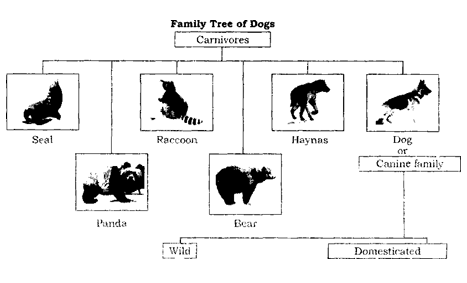 Family Tree of Dogs
Carnivores
Seal
Raccoon
Haynas
Dog
or
Canine family
Panda
Bear
Wild
Domesticated